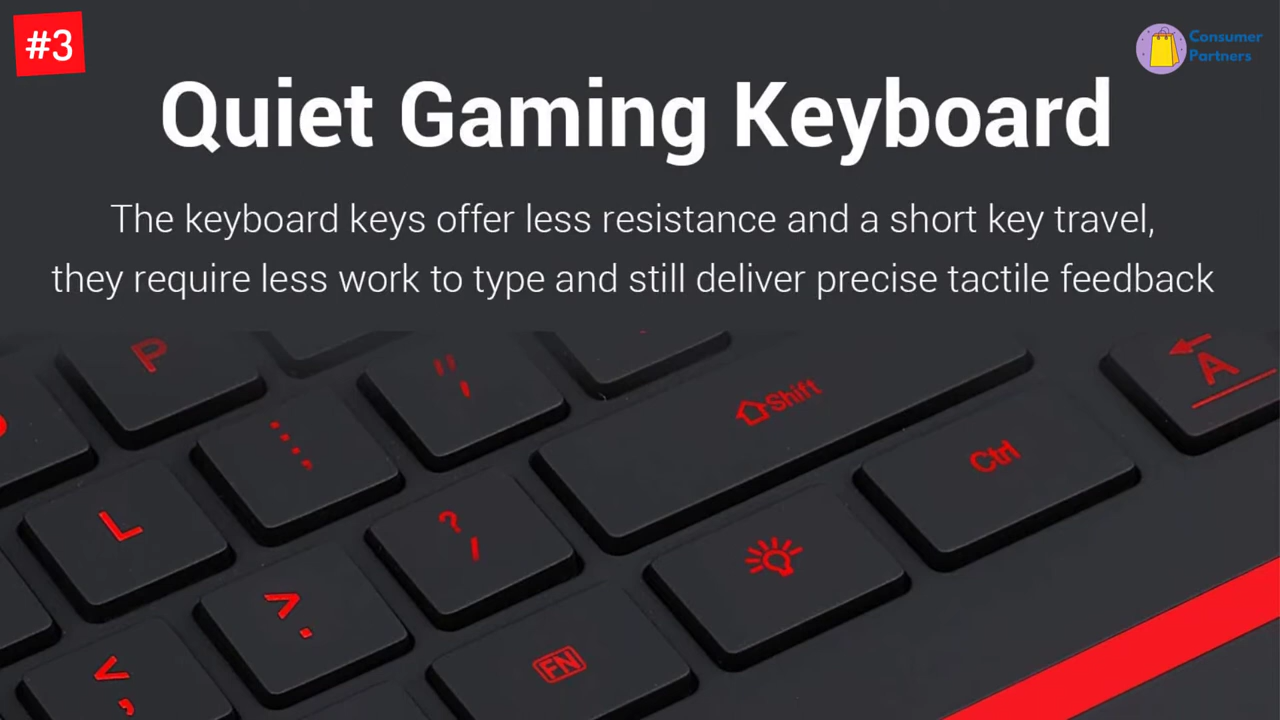 #3
Consumer
Partners
Quiet Gaming Keyboard
The keyboard keys offer less resistance and a short key travel,
they require less work to type and still deliver precise tactile feedback
P
" '
Shift
A
: ;
Ctrl
L
? /
> .
FN
< ,